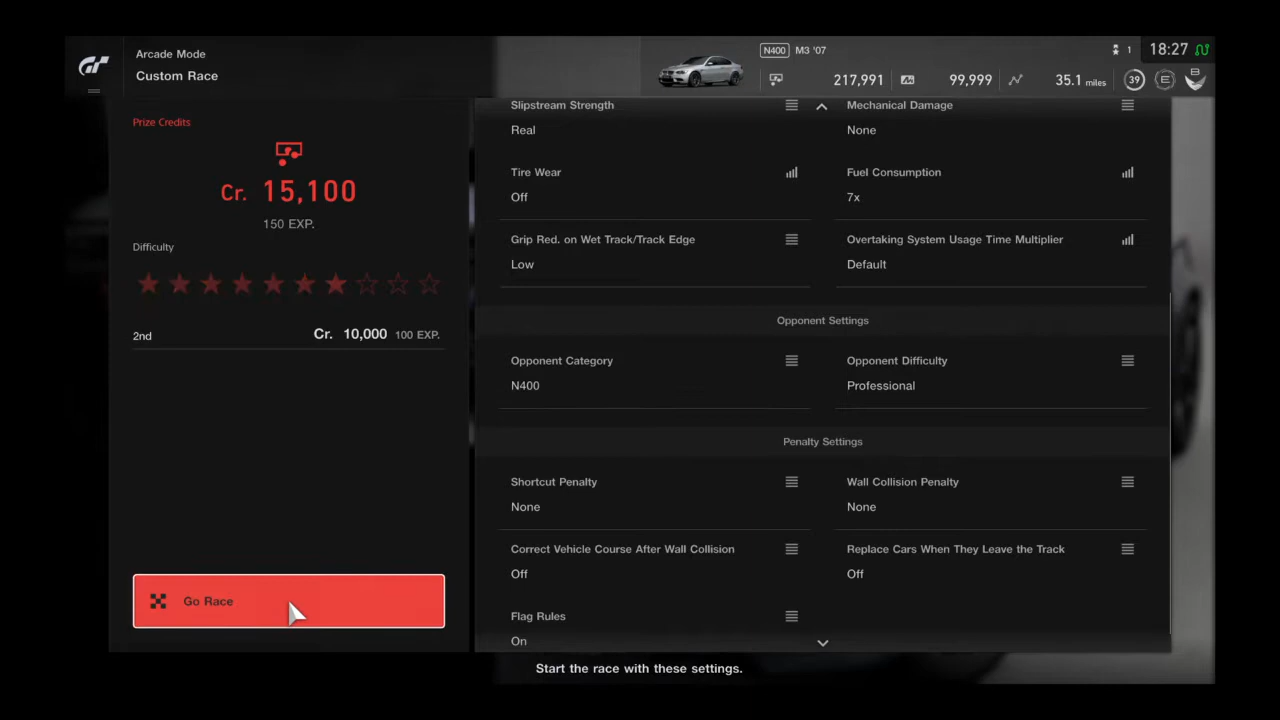 Arcade Mode
Custom Race
N400 M3 '07
1 18:27
217,991 99,999 35.1 miles 39 E B
Prize Credits
Cr. 15,100
150 EXP.
Difficulty
2nd Cr. 10,000 100 EXP.
Go Race
Slipstream Strength Mechanical Damage
Real None
Tire Wear Fuel Consumption
Off 7x
Grip Red. on Wet Track/Track Edge Overtaking System Usage Time Multiplier
Low Default
Opponent Settings
Opponent Category Opponent Difficulty
N400 Professional
Penalty Settings
Shortcut Penalty Wall Collision Penalty
None None
Correct Vehicle Course After Wall Collision Replace Cars When They Leave the Track
Off Off
Flag Rules
On
Start the race with these settings.